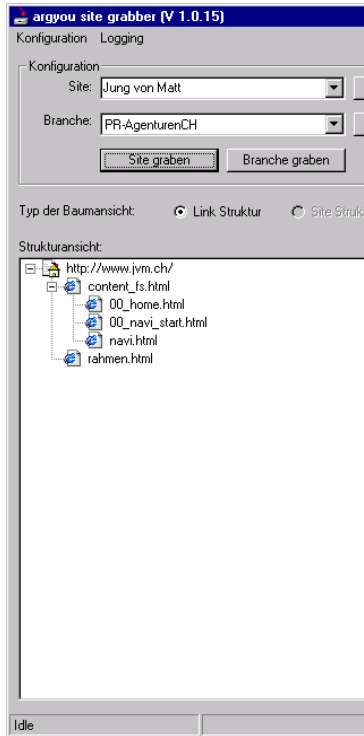 argyou site grabber (V 1.0.15)
Konfiguration Logging
Konfiguration
Site: Jung von Matt
Branche: PR-AgenturenCH
Site graben Branche graben
Typ der Baumansicht: Link Struktur Site Struk
Strukturansicht:
http://www.jvm.ch/
content_fs.html
00_home.html
00_navi_start.html
navi.html
rahmen.html
Idle